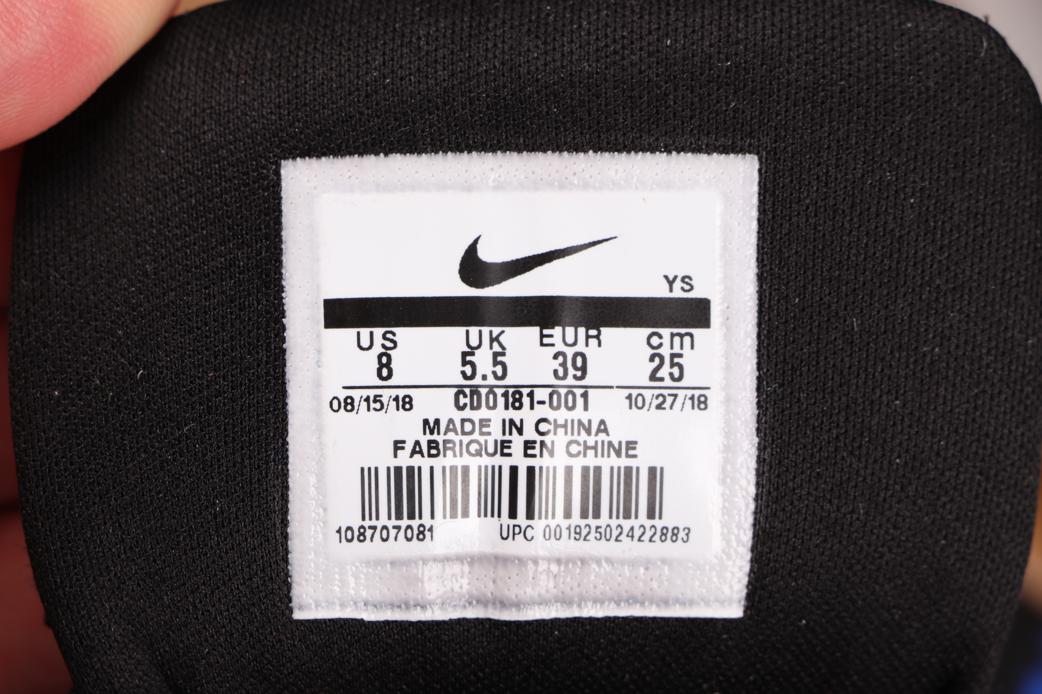 YS
US UK EUR cm
8 5.5 39 25
08/15/18 CD0181-001 10/27/18
MADE IN CHINA
FABRIQUE EN CHINE
108707081 UPC 00192502422883